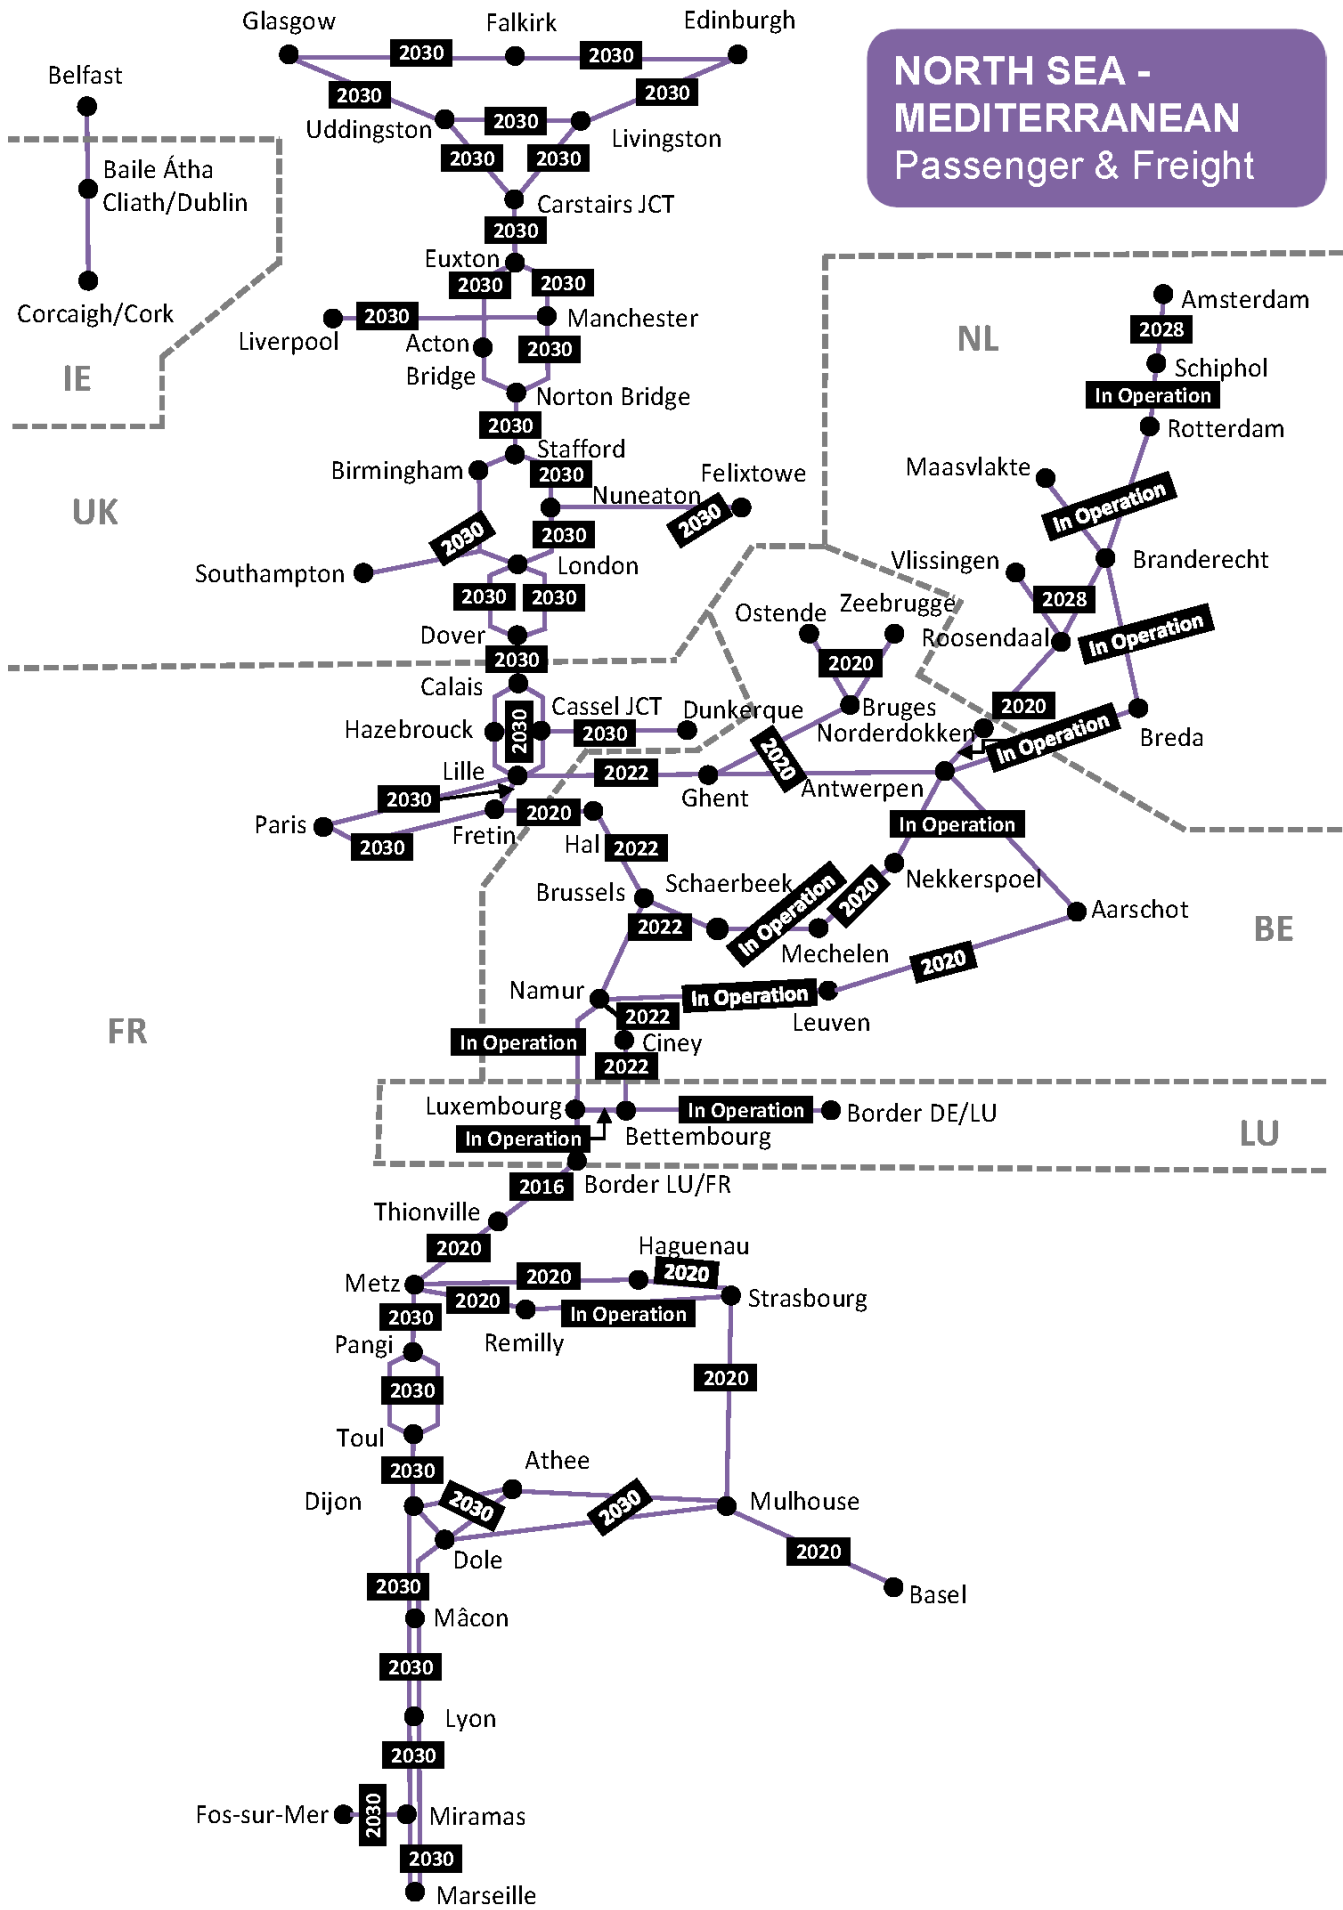 NORTH SEA -
MEDITERRANEAN
Passenger & Freight
Glasgow
Falkirk
Edinburgh
2030
2030
Belfast
2030
2030
Uddingston
2030
Livingston
2030
2030
Baile Átha
Cliath/Dublin
Carstairs JCT
2030
Euxton
2030
2030
Corcaigh/Cork
IE
Liverpool
2030
Manchester
Acton
Bridge
2030
Norton Bridge
2030
NL
Amsterdam
2028
Schiphol
In Operation
Rotterdam
Stafford
Birmingham
2030
Nuneaton
Felixtowe
2030
2030
UK
2030
Southampton
London
2030
2030
Dover
2030
Maasvlakte
In Operation
Branderecht
Vlissingen
2028
Roosendaal
In Operation
2020
Norderdokken
In Operation
Breda
Ostende
Zeebrugge
2020
Bruges
Calais
Hazebrouck
2030
Cassel JCT
2030
Dunkerque
Lille
2022
Ghent
2020
Antwerpen
2030
Paris
2030
Fretin
2020
Hal
2022
In Operation
Nekkerspoel
Brussels
Schaerbeek
In Operation
2020
2022
Mechelen
Aarschot
BE
2020
Namur
In Operation
Leuven
2022
Ciney
FR
In Operation
2022
Luxembourg
In Operation
Border DE/LU
In Operation
Bettembourg
LU
2016
Border LU/FR
Thionville
2020
Haguenau
Metz
2020
2020
2020
In Operation
Strasbourg
2030
Remilly
Pangi
2030
2020
Toul
2030
Athee
Dijon
2030
2030
Mulhouse
Dole
2020
Basel
2030
Mâcon
2030
Lyon
2030
Fos-sur-Mer
2030
Miramas
2030
Marseille